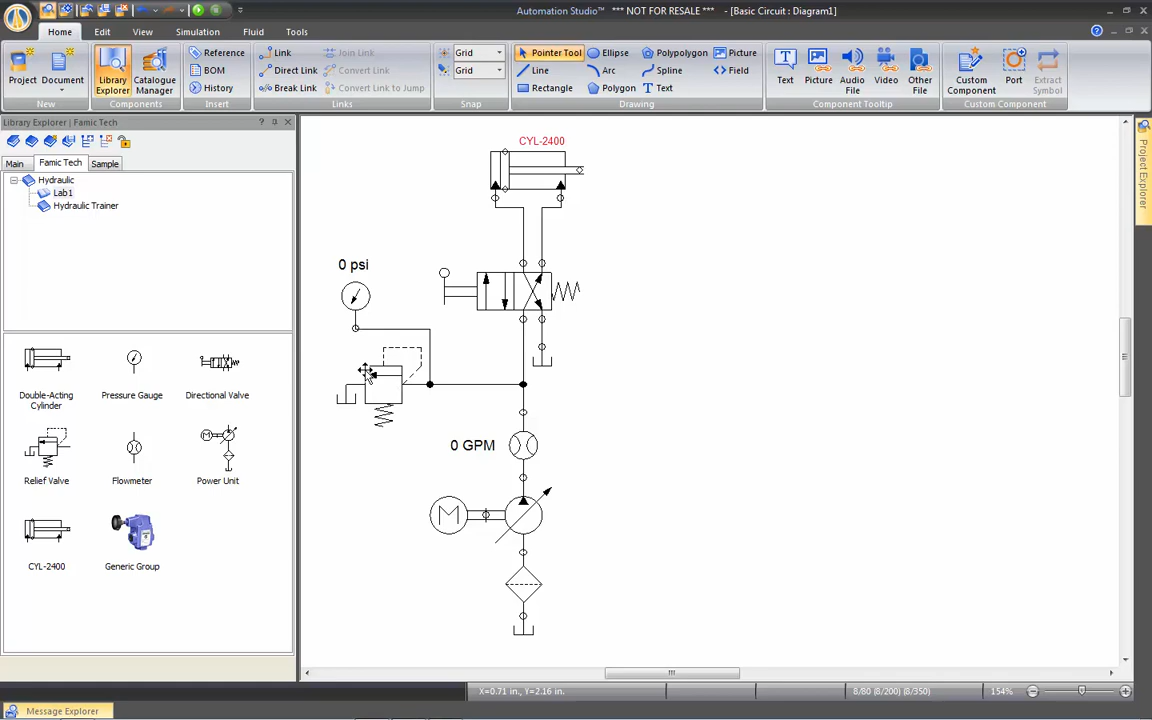 Automation Studio™ *** NOT FOR RESALE *** - [Basic Circuit : Diagram1]
Home Edit View Simulation Fluid Tools
Project Document Library Explorer Catalogue Manager
Reference
BOM
History
Link
Direct Link
Break Link
Join Link
Convert Link
Convert Link to Jump
Grid
Grid
Pointer Tool
Line
Rectangle
Ellipse
Arc
Polygon
Polypolygon
Spline
Text
Picture
Field
Text Picture Audio File Video Other File
Custom Component Port Extract Symbol
New Components Insert Links Snap Drawing Component Tooltip Custom Component
Library Explorer | Famic Tech
Main Famic Tech Sample
Hydraulic
Lab1
Hydraulic Trainer
Double-Acting Cylinder
Pressure Gauge
Directional Valve
Relief Valve
Flowmeter
Power Unit
CYL-2400
Generic Group
CYL-2400
0 psi
0 GPM
M
Project Explorer
X=0.71 in., Y=2.16 in.
8/80 (8/200) (8/350)
154%
Message Explorer